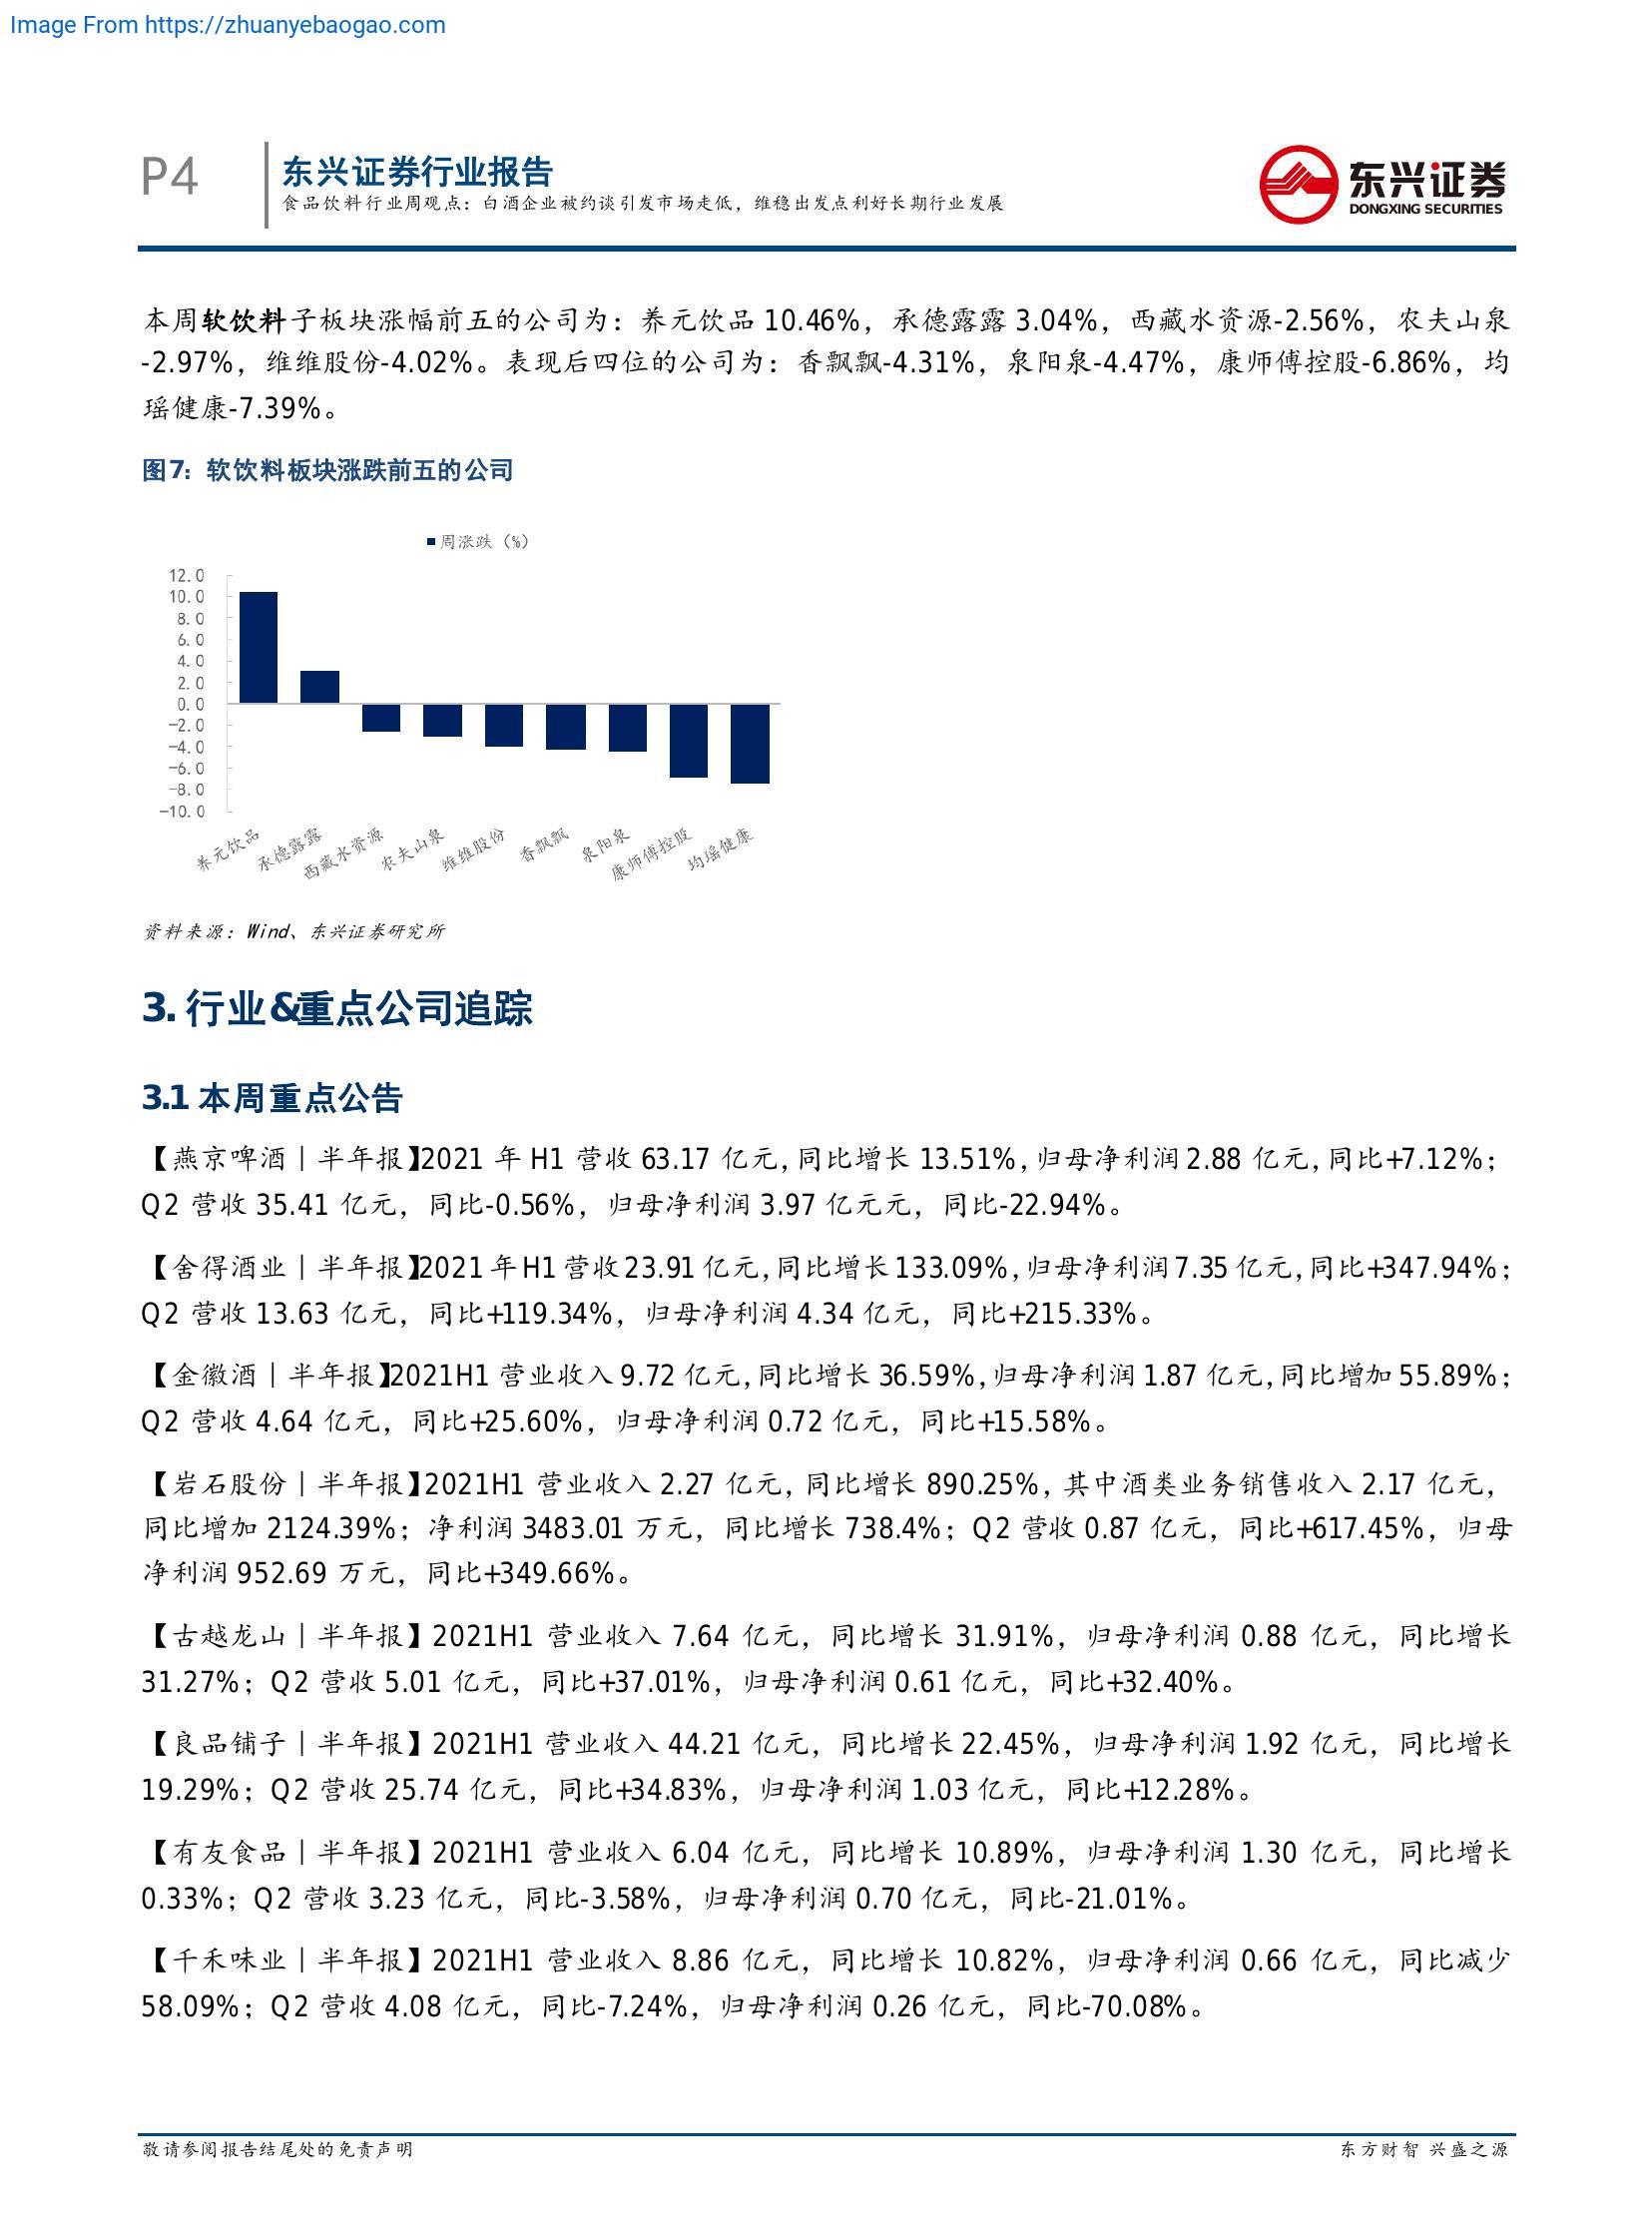 Image From https://zhuanyebaogao.com
P4
东兴证券行业报告
食品饮料行业周观点：白酒企业被约谈引发市场走低，维稳出发点利好长期行业发展
东兴证券
DONGXING SECURITIES
本周软饮料子板块涨幅前五的公司为：养元饮品 10.46%，承德露露 3.04%，西藏水资源-2.56%，农夫山泉
-2.97%，维维股份-4.02%。表现后四位的公司为：香飘飘-4.31%，泉阳泉-4.47%，康师傅控股-6.86%，均
瑶健康-7.39%。
图7：软饮料板块涨跌前五的公司
周涨跌（%）
12.0
10.0
8.0
6.0
4.0
2.0
0.0
-2.0
-4.0
-6.0
-8.0
-10.0
养元饮品
承德露露
西藏水资源
农夫山泉
维维股份
香飘飘
泉阳泉
康师傅控股
均瑶健康
资料来源：Wind、东兴证券研究所
3. 行业&重点公司追踪
3.1 本周重点公告
【燕京啤酒｜半年报】2021 年 H1 营收 63.17 亿元，同比增长 13.51%，归母净利润 2.88 亿元，同比+7.12%；
Q2 营收 35.41 亿元，同比-0.56%，归母净利润 3.97 亿元元，同比-22.94%。
【舍得酒业｜半年报】2021 年 H1 营收 23.91 亿元，同比增长 133.09%，归母净利润 7.35 亿元，同比+347.94%；
Q2 营收 13.63 亿元，同比+119.34%，归母净利润 4.34 亿元，同比+215.33%。
【金徽酒｜半年报】2021H1 营业收入 9.72 亿元，同比增长 36.59%，归母净利润 1.87 亿元，同比增加 55.89%；
Q2 营收 4.64 亿元，同比+25.60%，归母净利润 0.72 亿元，同比+15.58%。
【岩石股份｜半年报】2021H1 营业收入 2.27 亿元，同比增长 890.25%，其中酒类业务销售收入 2.17 亿元，
同比增加 2124.39%；净利润 3483.01 万元，同比增长 738.4%；Q2 营收 0.87 亿元，同比+617.45%，归母
净利润 952.69 万元，同比+349.66%。
【古越龙山｜半年报】2021H1 营业收入 7.64 亿元，同比增长 31.91%，归母净利润 0.88 亿元，同比增长
31.27%；Q2 营收 5.01 亿元，同比+37.01%，归母净利润 0.61 亿元，同比+32.40%。
【良品铺子｜半年报】2021H1 营业收入 44.21 亿元，同比增长 22.45%，归母净利润 1.92 亿元，同比增长
19.29%；Q2 营收 25.74 亿元，同比+34.83%，归母净利润 1.03 亿元，同比+12.28%。
【有友食品｜半年报】2021H1 营业收入 6.04 亿元，同比增长 10.89%，归母净利润 1.30 亿元，同比增长
0.33%；Q2 营收 3.23 亿元，同比-3.58%，归母净利润 0.70 亿元，同比-21.01%。
【千禾味业｜半年报】2021H1 营业收入 8.86 亿元，同比增长 10.82%，归母净利润 0.66 亿元，同比减少
58.09%；Q2 营收 4.08 亿元，同比-7.24%，归母净利润 0.26 亿元，同比-70.08%。
敬请参阅报告结尾处的免责声明
东方财智 兴盛之源